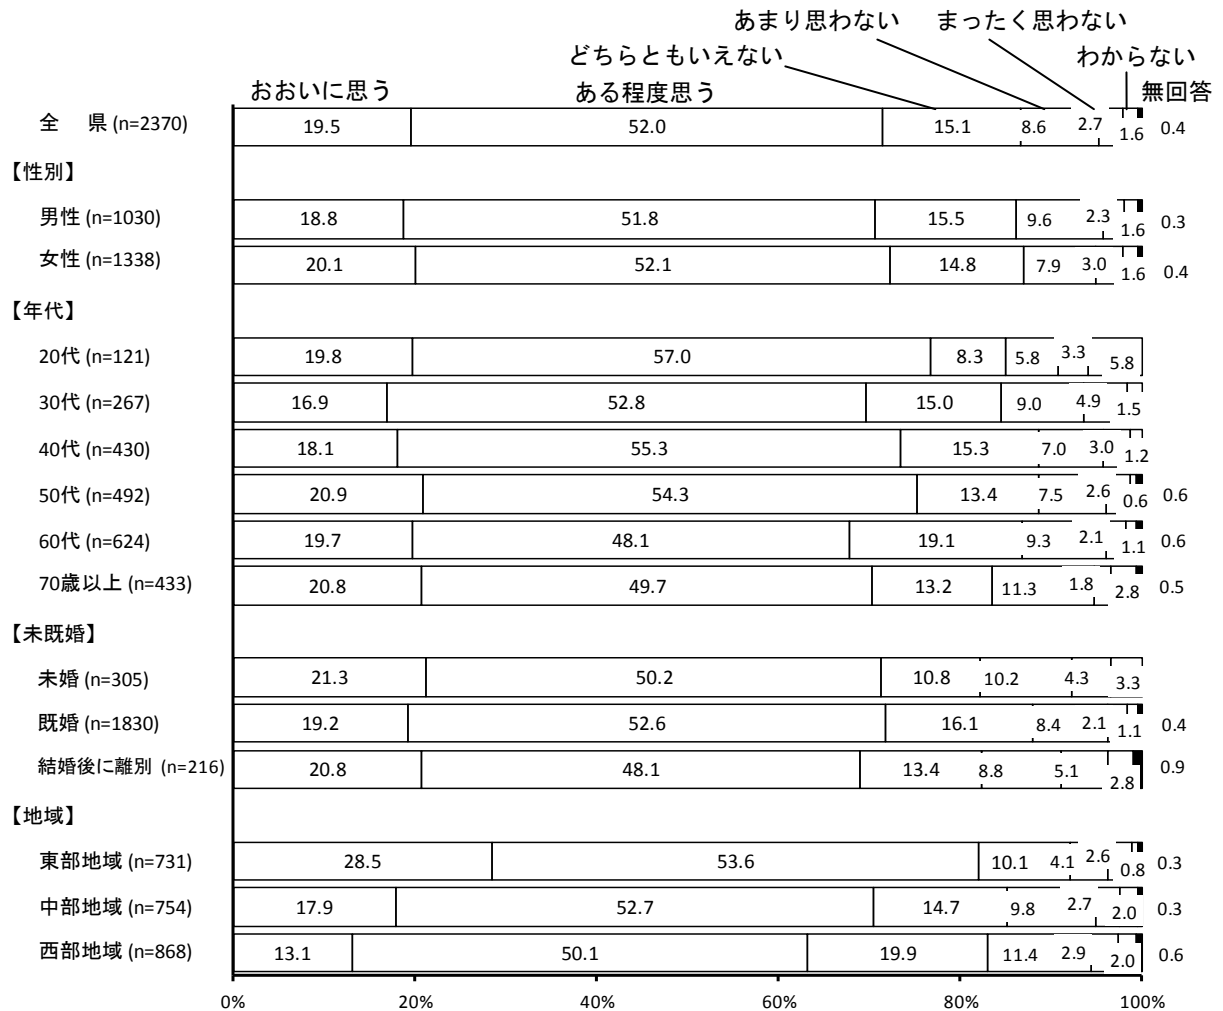 あまり思わない まったく思わない
どちらともいえない わからない
おおいに思う ある程度思う 無回答
全 県 (n=2370) 19.5 52.0 15.1 8.6 2.7 1.6 0.4
【性別】
男性 (n=1030) 18.8 51.8 15.5 9.6 2.3 1.6 0.3
女性 (n=1338) 20.1 52.1 14.8 7.9 3.0 1.6 0.4
【年代】
20代 (n=121) 19.8 57.0 8.3 5.8 3.3 5.8
30代 (n=267) 16.9 52.8 15.0 9.0 4.9 1.5
40代 (n=430) 18.1 55.3 15.3 7.0 3.0 1.2
50代 (n=492) 20.9 54.3 13.4 7.5 2.6 0.6 0.6
60代 (n=624) 19.7 48.1 19.1 9.3 2.1 1.1 0.6
70歳以上 (n=433) 20.8 49.7 13.2 11.3 1.8 2.8 0.5
【未既婚】
未婚 (n=305) 21.3 50.2 10.8 10.2 4.3 3.3
既婚 (n=1830) 19.2 52.6 16.1 8.4 2.1 1.1 0.4
結婚後に離別 (n=216) 20.8 48.1 13.4 8.8 5.1 2.8 0.9
【地域】
東部地域 (n=731) 28.5 53.6 10.1 4.1 2.6 0.8 0.3
中部地域 (n=754) 17.9 52.7 14.7 9.8 2.7 2.0 0.3
西部地域 (n=868) 13.1 50.1 19.9 11.4 2.9 2.0 0.6
0% 20% 40% 60% 80% 100%